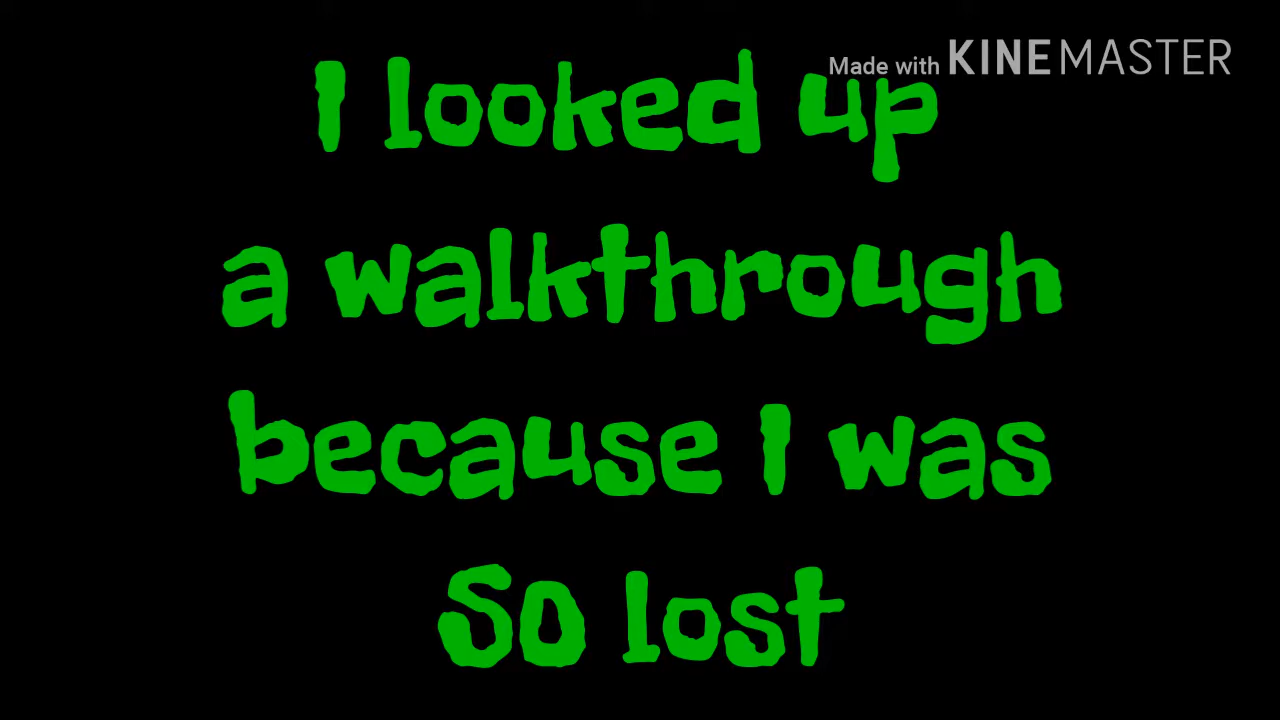 Made with KINEMASTER
I looked up
a walkthrough
because I was
So lost